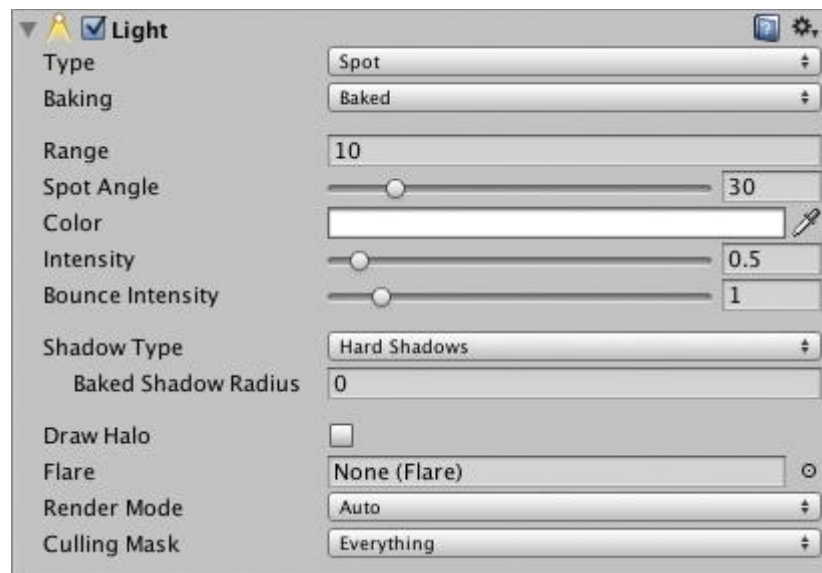 Light
Type Spot
Baking Baked
Range 10
Spot Angle 30
Color
Intensity 0.5
Bounce Intensity 1
Shadow Type Hard Shadows
Baked Shadow Radius 0
Draw Halo
Flare None (Flare)
Render Mode Auto
Culling Mask Everything